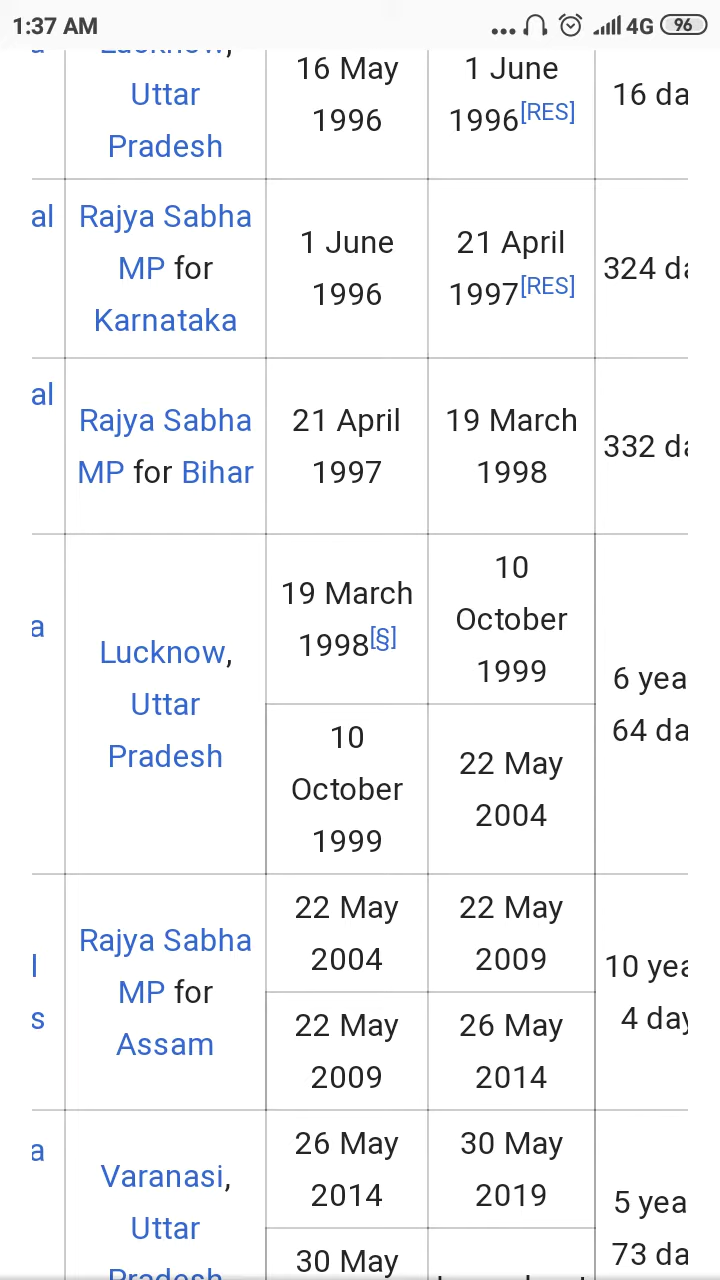 1:37 AM
... 4G 96
Uttar
Pradesh
16 May
1996
1 June
1996[RES]
16 da
al
Rajya Sabha
MP for
Karnataka
1 June
1996
21 April
1997[RES]
324 da
al
Rajya Sabha
MP for Bihar
21 April
1997
19 March
1998
332 da
a
Lucknow,
Uttar
Pradesh
19 March
1998[§]
10
October
1999
10
October
1999
22 May
2004
6 yea
64 da
l
s
Rajya Sabha
MP for
Assam
22 May
2004
22 May
2009
22 May
2009
26 May
2014
10 yea
4 day
a
Varanasi,
Uttar
26 May
2014
30 May
2019
30 May
5 yea
73 da